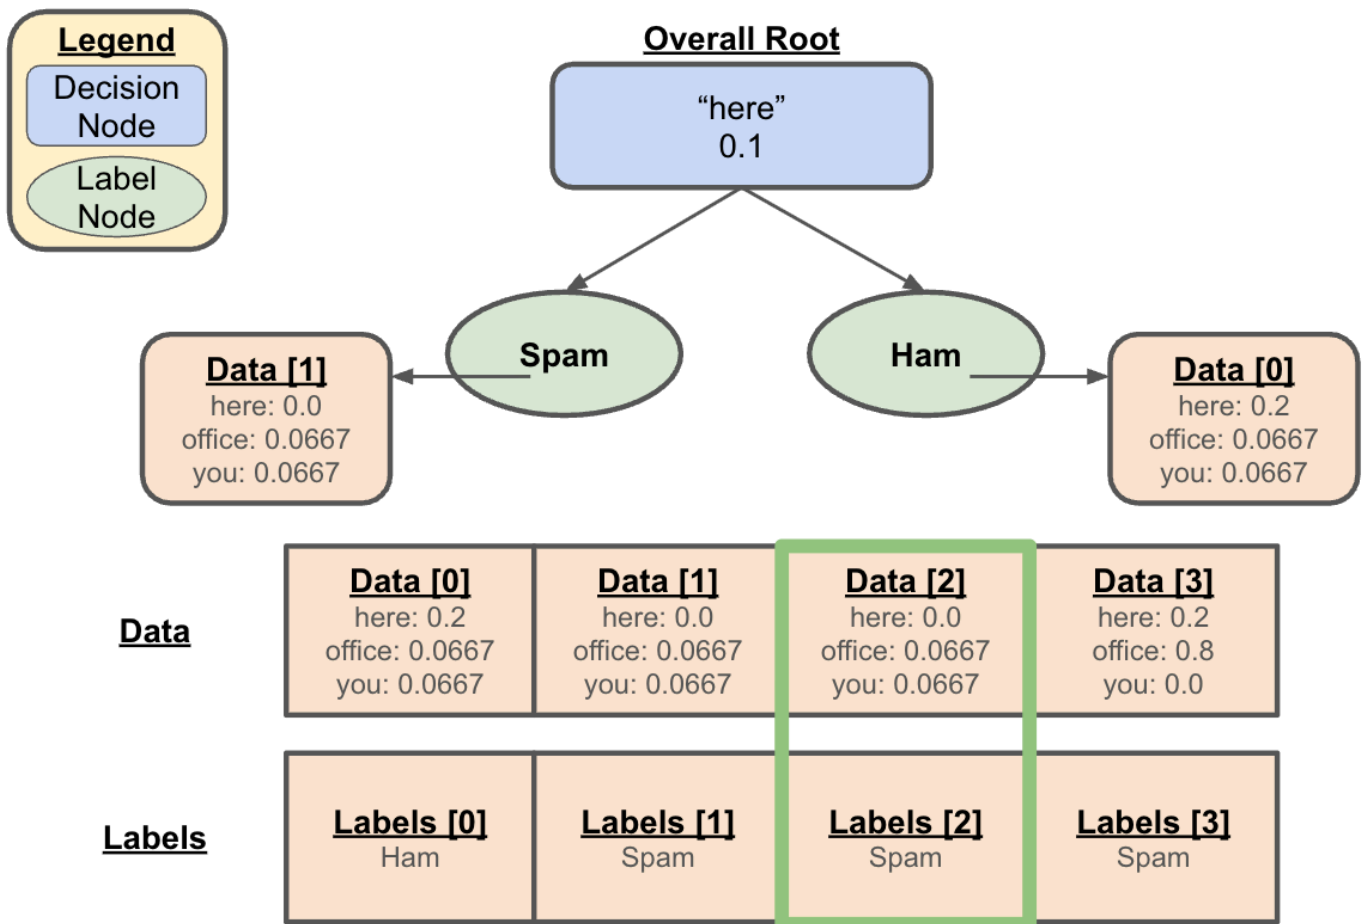 Legend
Decision
Node
Label
Node
Overall Root
“here”
0.1
Spam
Ham
Data [1]
here: 0.0
office: 0.0667
you: 0.0667
Data [0]
here: 0.2
office: 0.0667
you: 0.0667
Data
Data [0]
here: 0.2
office: 0.0667
you: 0.0667
Data [1]
here: 0.0
office: 0.0667
you: 0.0667
Data [2]
here: 0.0
office: 0.0667
you: 0.0667
Data [3]
here: 0.2
office: 0.8
you: 0.0
Labels
Labels [0]
Ham
Labels [1]
Spam
Labels [2]
Spam
Labels [3]
Spam